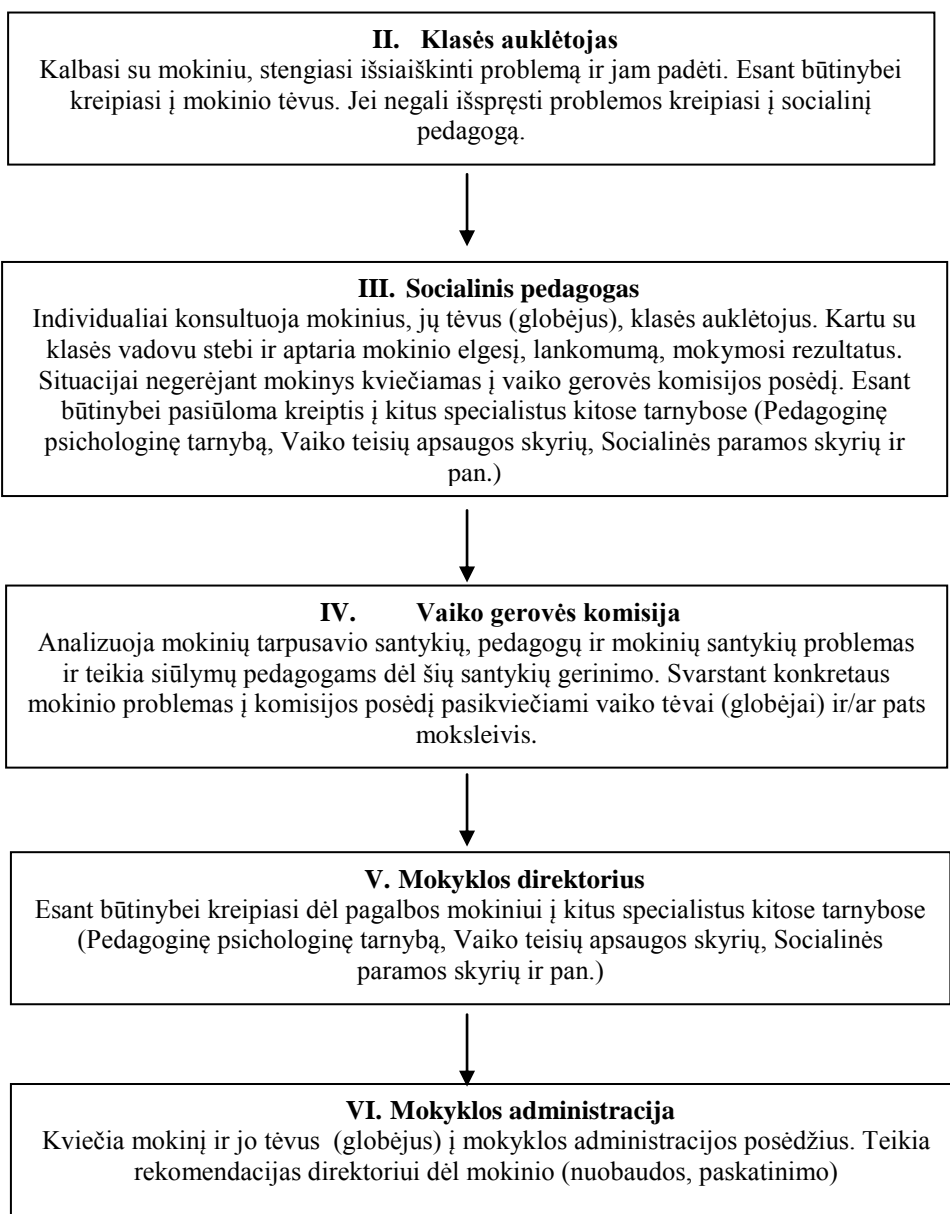 II. Klasės auklėtojas
Kalbasi su mokiniu, stengiasi išsiaiškinti problemą ir jam padėti. Esant būtinybei
kreipiasi į mokinio tėvus. Jei negali išspręsti problemos kreipiasi į socialinį
pedagogą.
III. Socialinis pedagogas
Individualiai konsultuoja mokinius, jų tėvus (globėjus), klasės auklėtojus. Kartu su
klasės vadovu stebi ir aptaria mokinio elgesį, lankomumą, mokymosi rezultatus.
Situacijai negerėjant mokinys kviečiamas į vaiko gerovės komisijos posėdį. Esant
būtinybei pasiūloma kreiptis į kitus specialistus kitose tarnybose (Pedagoginę
psichologinę tarnybą, Vaiko teisių apsaugos skyrių, Socialinės paramos skyrių ir
pan.)
IV. Vaiko gerovės komisija
Analizuoja mokinių tarpusavio santykių, pedagogų ir mokinių santykių problemas
ir teikia siūlymų pedagogams dėl šių santykių gerinimo. Svarstant konkretaus
mokinio problemas į komisijos posėdį pasikviečiami vaiko tėvai (globėjai) ir/ar pats
moksleivis.
V. Mokyklos direktorius
Esant būtinybei kreipiasi dėl pagalbos mokiniui į kitus specialistus kitose tarnybose
(Pedagoginę psichologinę tarnybą, Vaiko teisių apsaugos skyrių, Socialinės
paramos skyrių ir pan.)
VI. Mokyklos administracija
Kviečia mokinį ir jo tėvus (globėjus) į mokyklos administracijos posėdžius. Teikia
rekomendacijas direktoriui dėl mokinio (nuobaudos, paskatinimo)